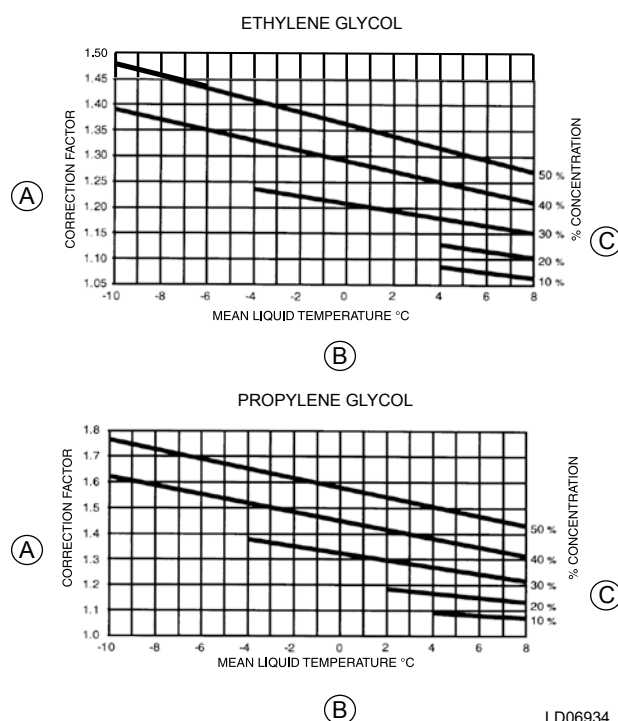 ETHYLENE GLYCOL
1.50
1.45
1.40
1.35
1.30
1.25
1.20
1.15
1.10
1.05
CORRECTION FACTOR
A
-10 -8 -6 -4 -2 0 2 4 6 8
MEAN LIQUID TEMPERATURE °C
B
50 %
40 %
30 %
20 %
10 %
% CONCENTRATION
C
PROPYLENE GLYCOL
1.8
1.7
1.6
1.5
1.4
1.3
1.2
1.1
1.0
CORRECTION FACTOR
A
-10 -8 -6 -4 -2 0 2 4 6 8
MEAN LIQUID TEMPERATURE °C
B
50 %
40 %
30 %
20 %
10 %
% CONCENTRATION
C
LD06934